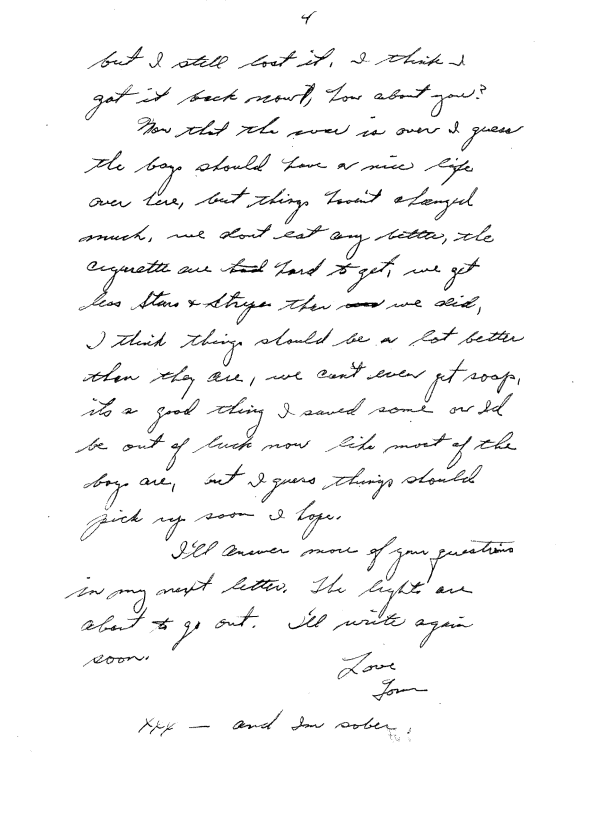 4
but I still lost it. I think I
got it back now, how about you?
Now that the war is over I guess
the boys should have a nice life
over here, but things haven't changed
much, we dont eat any better, the
cigarette are hard to get, we get
less Stars & Stripes then we did,
I think things should be a lot better
than they are, we can't even get soap,
its a good thing I saved some or Id
be out of luck now like most of the
boys are, but I guess things should
pick up soon I hope.
I'll answer more of your questions
in my next letter. The lights are
about to go out. I'll write again
soon.
Love
Tom
xxx — and Im sober.